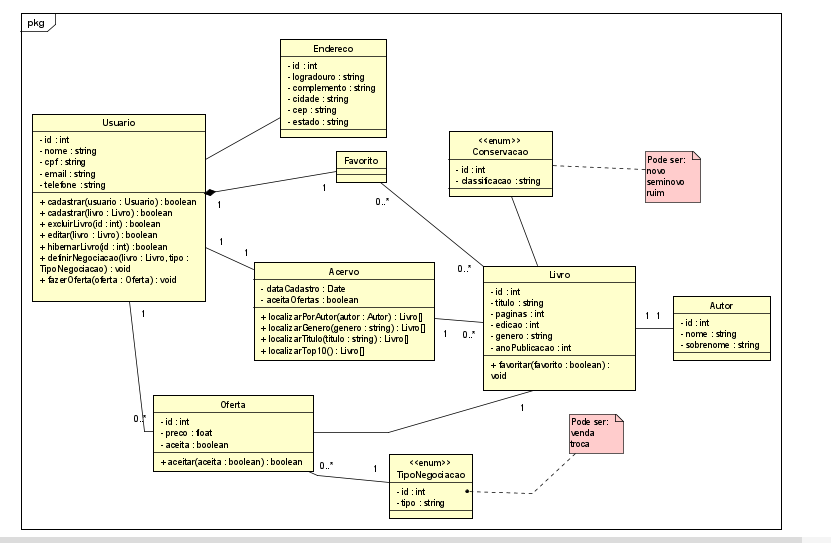 pkg
Endereco
- id : int
- logradouro : string
- complemento : string
- cidade : string
- cep : string
- estado : string
Usuario
- id : int
- nome : string
- cpf : string
- email : string
- telefone : string
+ cadastrar(usuario : Usuario) : boolean
+ cadastrar(livro : Livro) : boolean
+ excluirLivro(id : int) : boolean
+ editar(livro : Livro) : boolean
+ hibernarLivro(id : int) : boolean
+ definirNegociacao(livro : Livro, tipo :
TipoNegociacao) : void
+ fazerOferta(oferta : Oferta) : void
Favorito
1
1
0..*
0..*
<<enum>>
Conservacao
- id : int
- classificacao : string
Pode ser:
novo
seminovo
ruim
1
1
Acervo
- dataCadastro : Date
- aceitaOfertas : boolean
+ localizarPorAutor(autor : Autor) : Livro[]
+ localizarGenero(genero : string) : Livro[]
+ localizarTitulo(titulo : string) : Livro[]
+ localizarTop10() : Livro[]
1
0..*
Livro
- id : int
- titulo : string
- paginas : int
- edicao : int
- genero : string
- anoPublicacao : int
+ favoritar(favorito : boolean) :
void
1 1
Autor
- id : int
- nome : string
- sobrenome : string
1
0..*
Oferta
- id : int
- preco : float
- aceita : boolean
+ aceitar(aceita : boolean) : boolean
1
0..*
1
<<enum>>
TipoNegociacao
- id : int
- tipo : string
Pode ser:
venda
troca